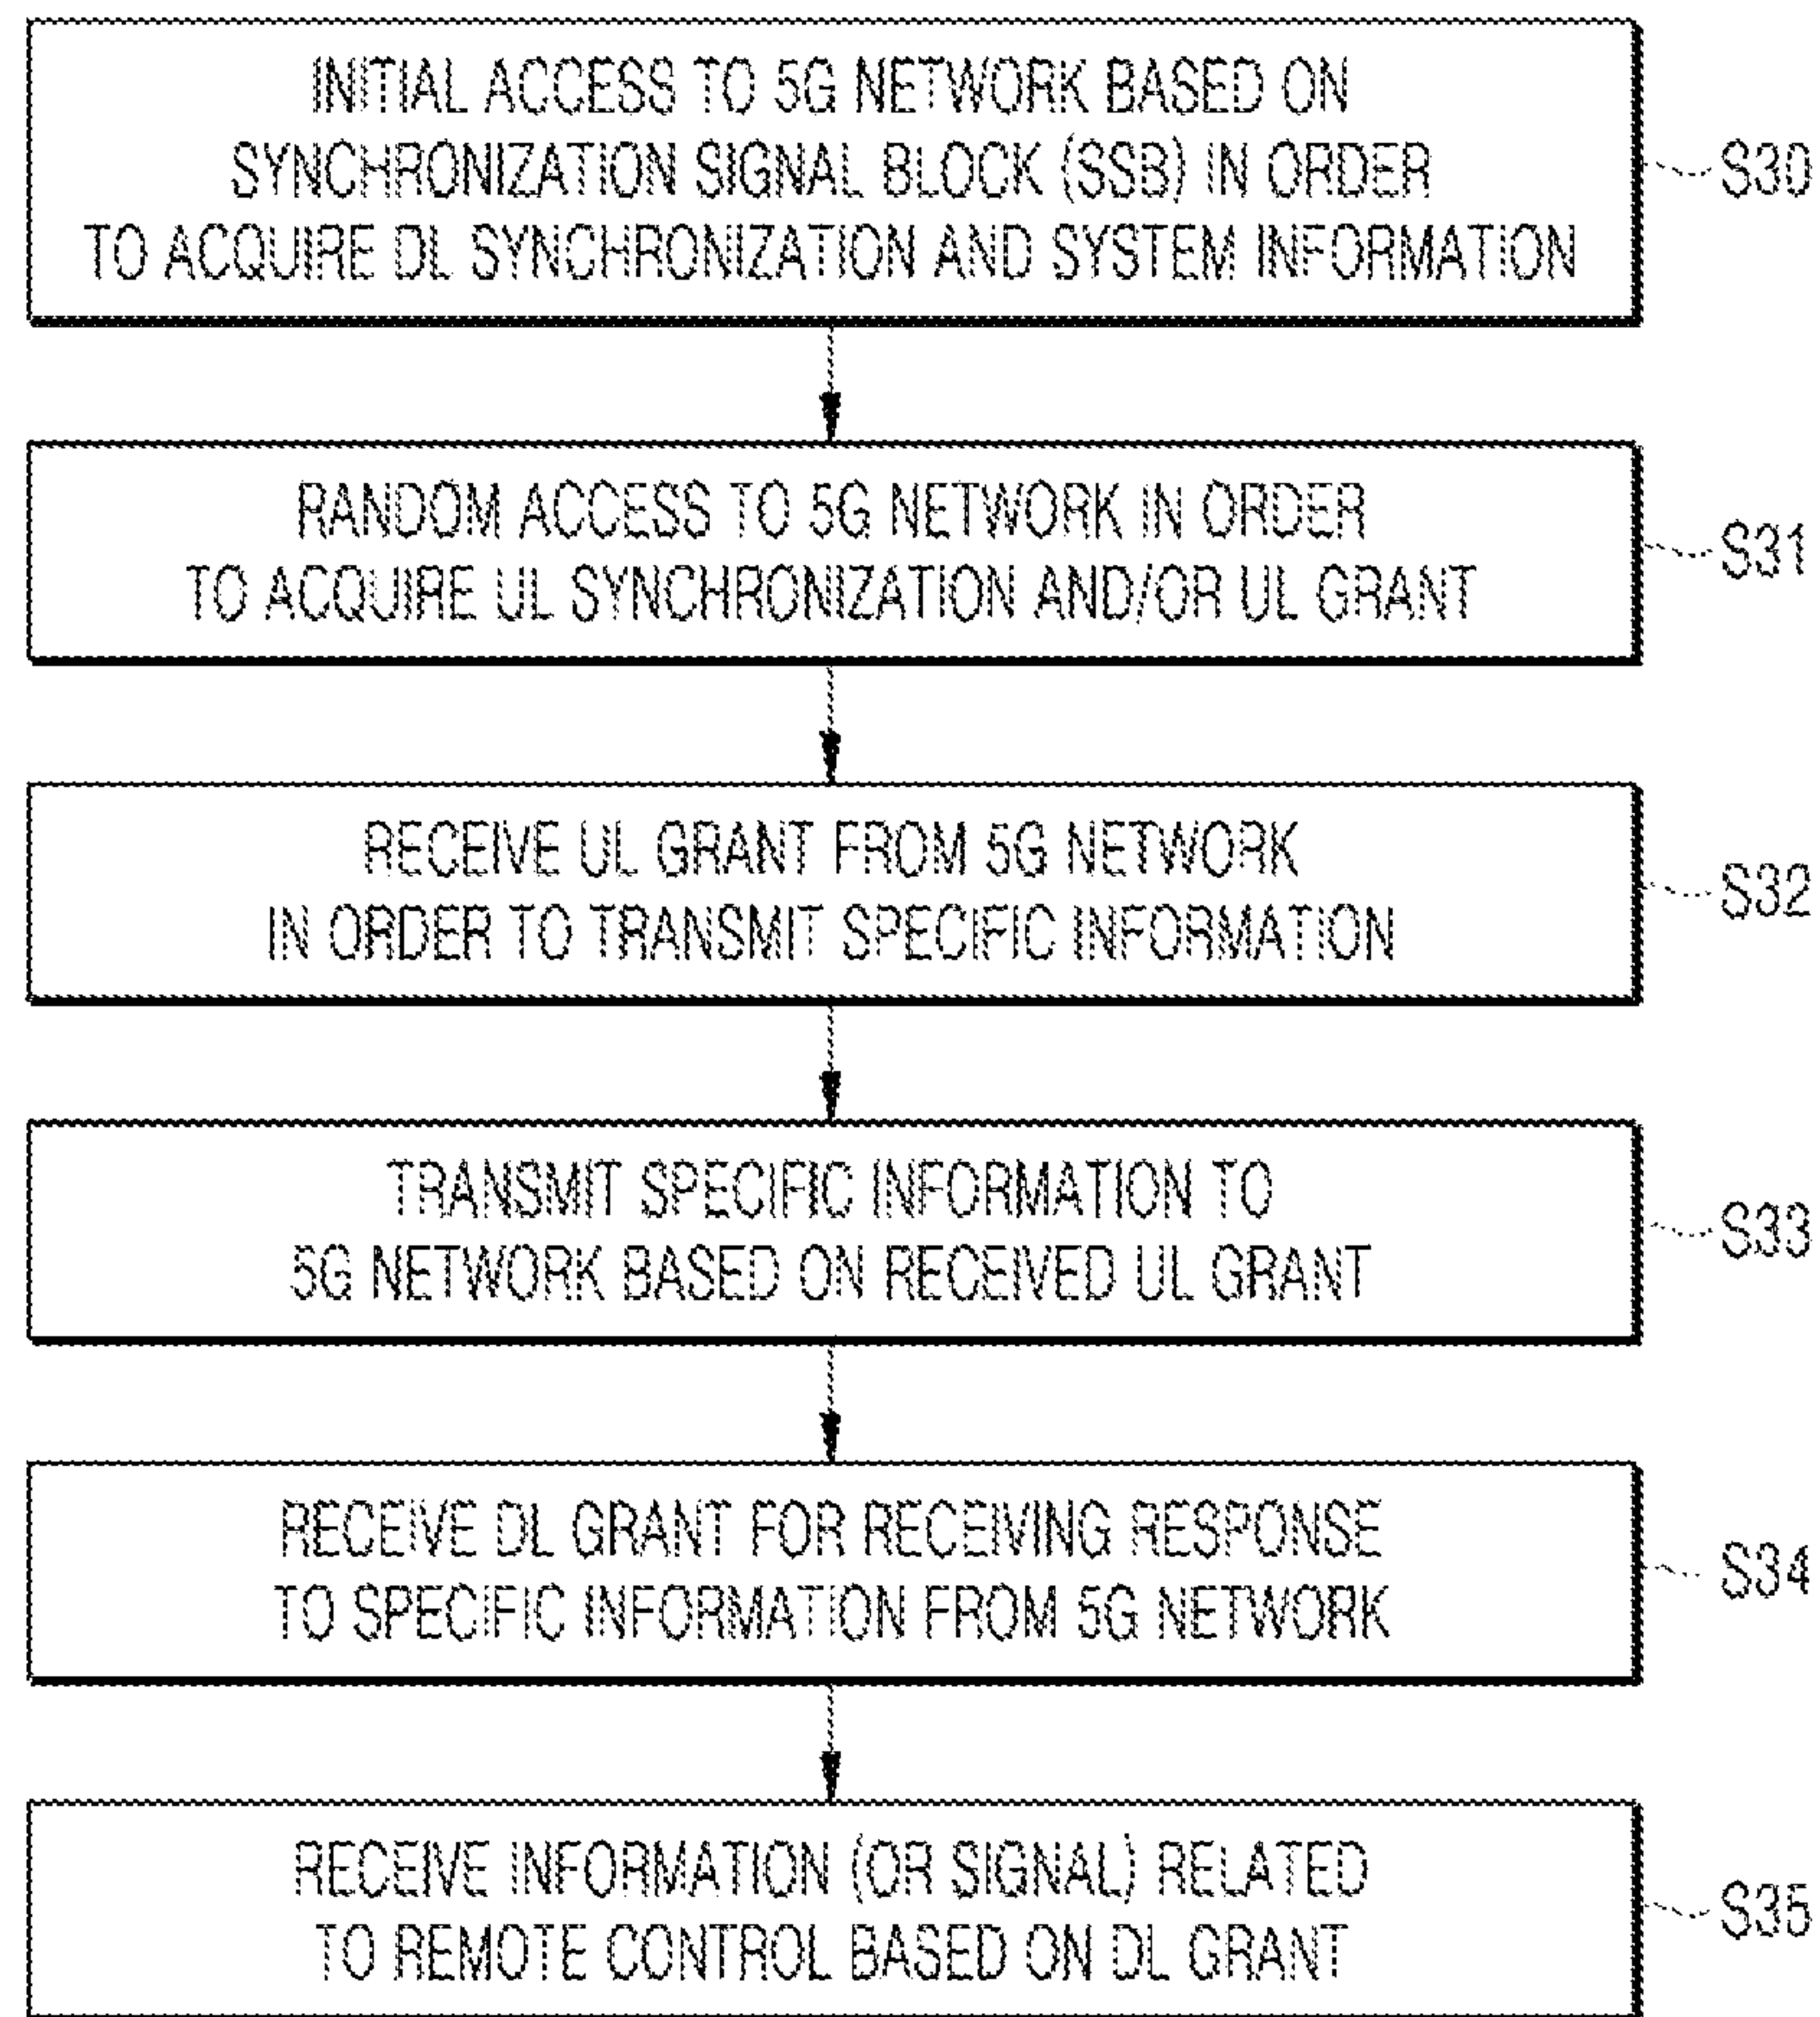 INITIAL ACCESS TO 5G NETWORK BASED ON
SYNCHRONIZATION SIGNAL BLOCK (SSB) IN ORDER
TO ACQUIRE DL SYNCHRONIZATION AND SYSTEM INFORMATION
S30
RANDOM ACCESS TO 5G NETWORK IN ORDER
TO ACQUIRE UL SYNCHRONIZATION AND/OR UL GRANT
S31
RECEIVE UL GRANT FROM 5G NETWORK
IN ORDER TO TRANSMIT SPECIFIC INFORMATION
S32
TRANSMIT SPECIFIC INFORMATION TO
5G NETWORK BASED ON RECEIVED UL GRANT
S33
RECEIVE DL GRANT FOR RECEIVING RESPONSE
TO SPECIFIC INFORMATION FROM 5G NETWORK
S34
RECEIVE INFORMATION (OR SIGNAL) RELATED
TO REMOTE CONTROL BASED ON DL GRANT
S35